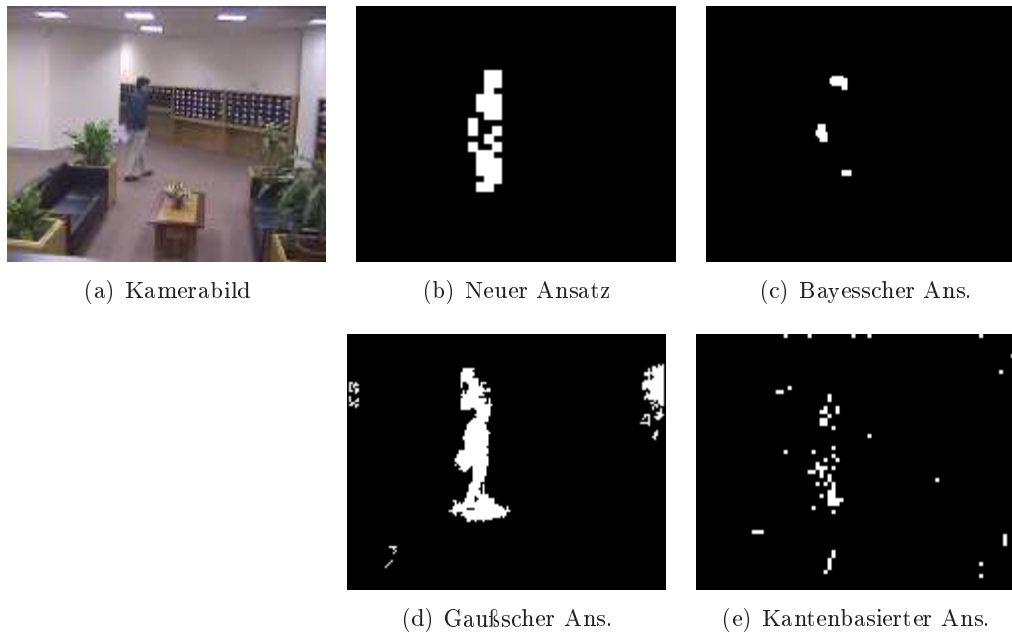 (a) Kamerabild
(b) Neuer Ansatz
(c) Bayesscher Ans.
(d) Gaußscher Ans.
(e) Kantenbasierter Ans.